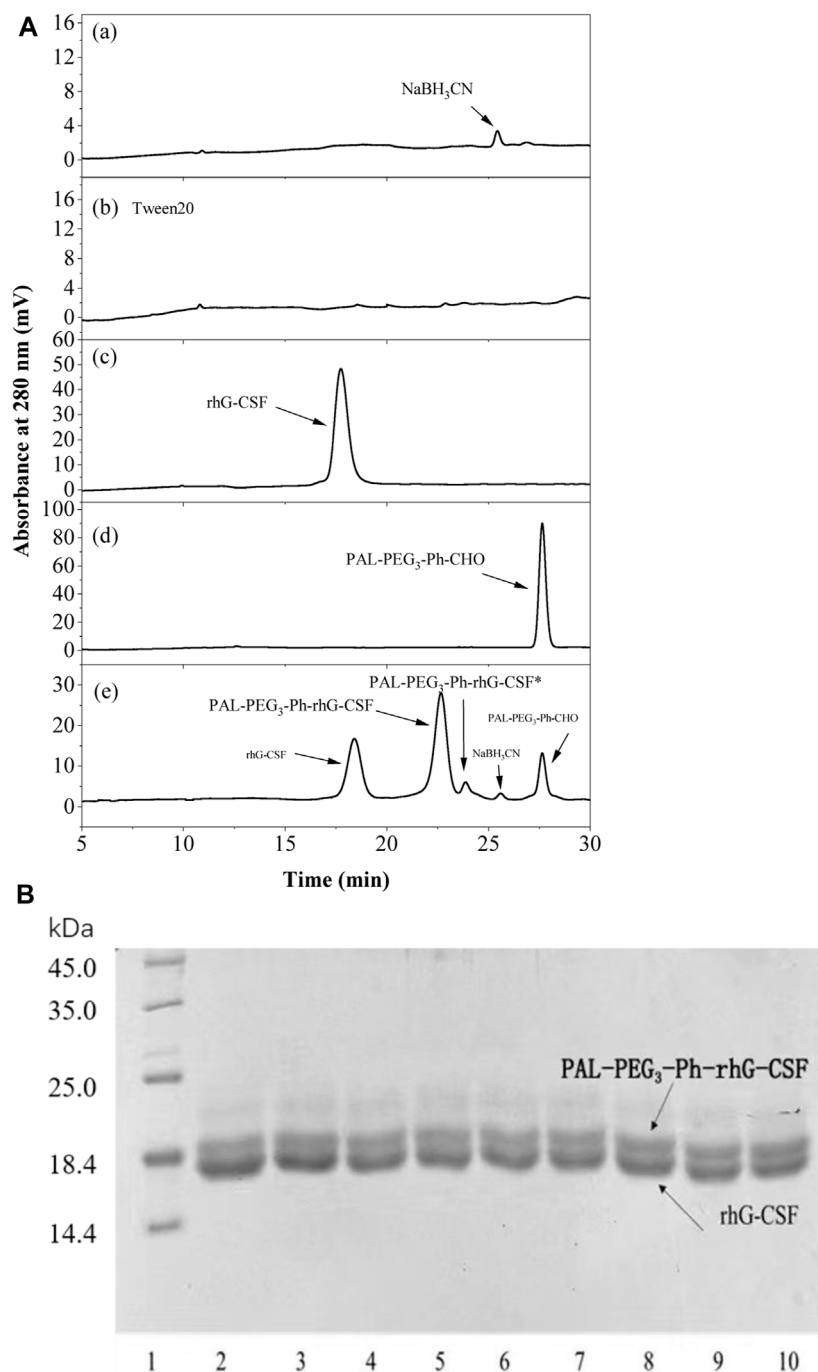 A
(a)
16
12
8
4
0
NaBH₃CN
(b) Tween20
16
12
8
4
0
(c)
60
50
40
30
20
10
0
rhG-CSF
(d)
100
80
60
40
20
0
PAL-PEG₃-Ph-CHO
(e)
30
20
10
0
rhG-CSF
PAL-PEG₃-Ph-rhG-CSF
PAL-PEG₃-Ph-rhG-CSF*
NaBH₃CN
PAL-PEG₃-Ph-CHO
Absorbance at 280 nm (mV)
5 10 15 20 25 30
Time (min)
B
kDa
45.0
35.0
25.0
18.4
14.4
PAL-PEG₃-Ph-rhG-CSF
rhG-CSF
1 2 3 4 5 6 7 8 9 10